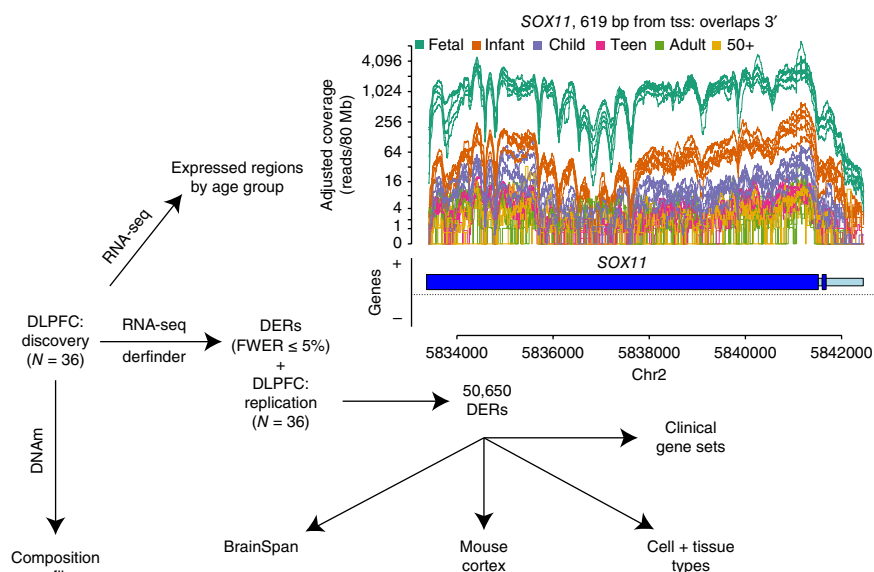 SOX11, 619 bp from tss: overlaps 3′
Fetal Infant Child Teen Adult 50+
Adjusted coverage
(reads/80 Mb)
4,096
1,024
256
64
16
4
1
0
Genes
+
–
SOX11
5834000 5836000 5838000 5840000 5842000
Chr2
Expressed regions
by age group
RNA-seq
DLPFC:
discovery
(N = 36)
RNA-seq
derfinder
DERs
(FWER ≤ 5%)
+
DLPFC:
replication
(N = 36)
50,650
DERs
Clinical
gene sets
DNAm
BrainSpan
Mouse
cortex
Cell + tissue
types
Composition